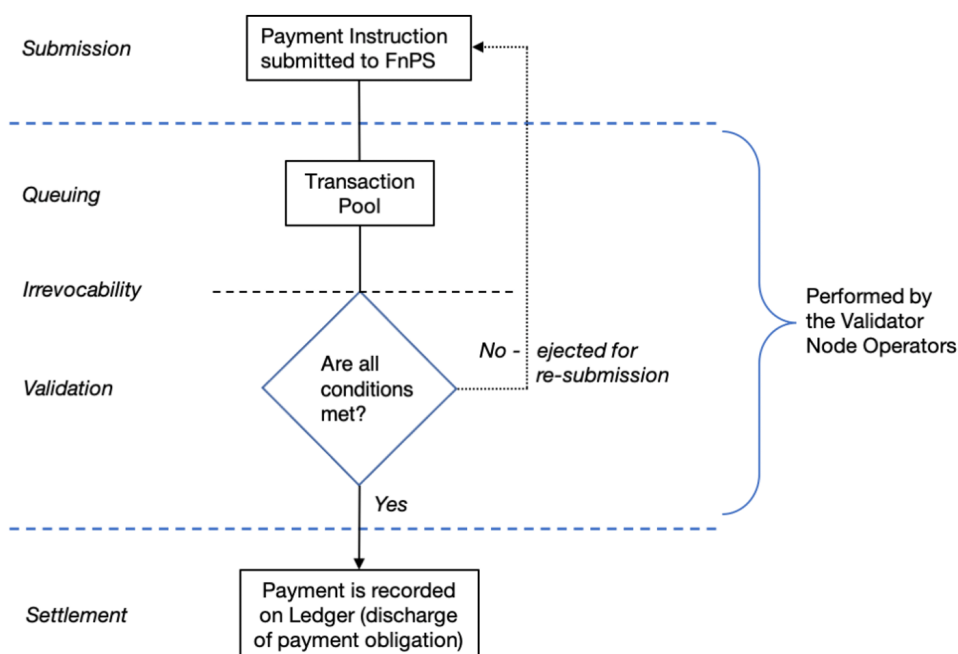 Submission
Payment Instruction
submitted to FnPS
Queuing
Transaction
Pool
Irrevocability
Performed by
the Validator
Node Operators
Validation
Are all
conditions
met?
No - ejected for
re-submission
Yes
Settlement
Payment is recorded
on Ledger (discharge
of payment obligation)